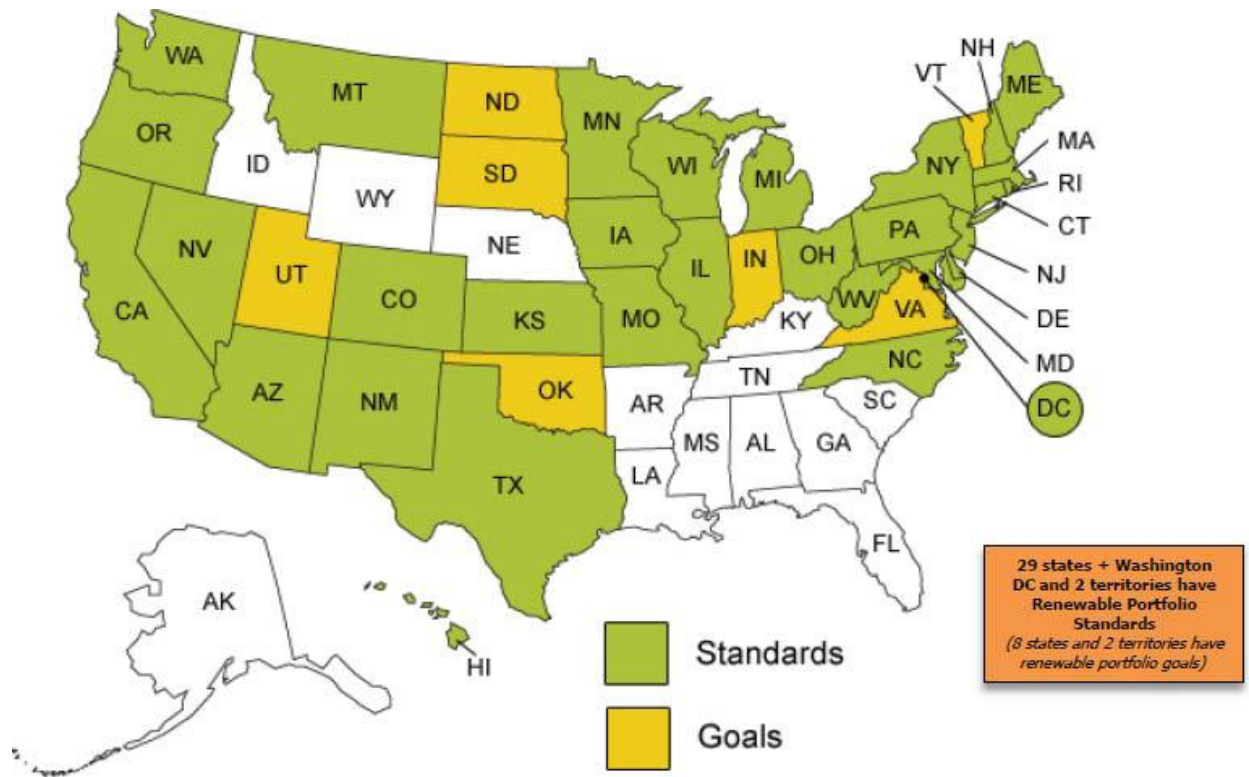 WA
MT
ND
MN
OR
ID
WY
SD
WI
MI
NY
VT
NH
ME
MA
RI
CT
NJ
DE
MD
DC
NV
UT
CO
NE
IA
IL
IN
OH
PA
WV
VA
CA
AZ
NM
KS
MO
KY
NC
TN
SC
OK
AR
TX
LA
MS
AL
GA
FL
AK
HI
Standards
Goals
29 states + Washington
DC and 2 territories have
Renewable Portfolio
Standards
(8 states and 2 territories have
renewable portfolio goals)